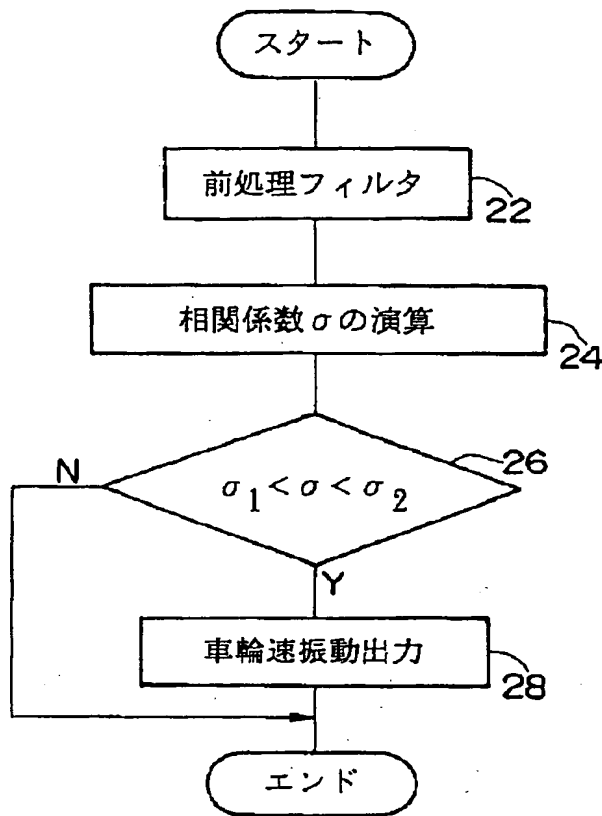 スタート
前処理フィルタ
22
相関係数σの演算
24
N
σ1<σ<σ2
26
Y
車輪速振動出力
28
エンド